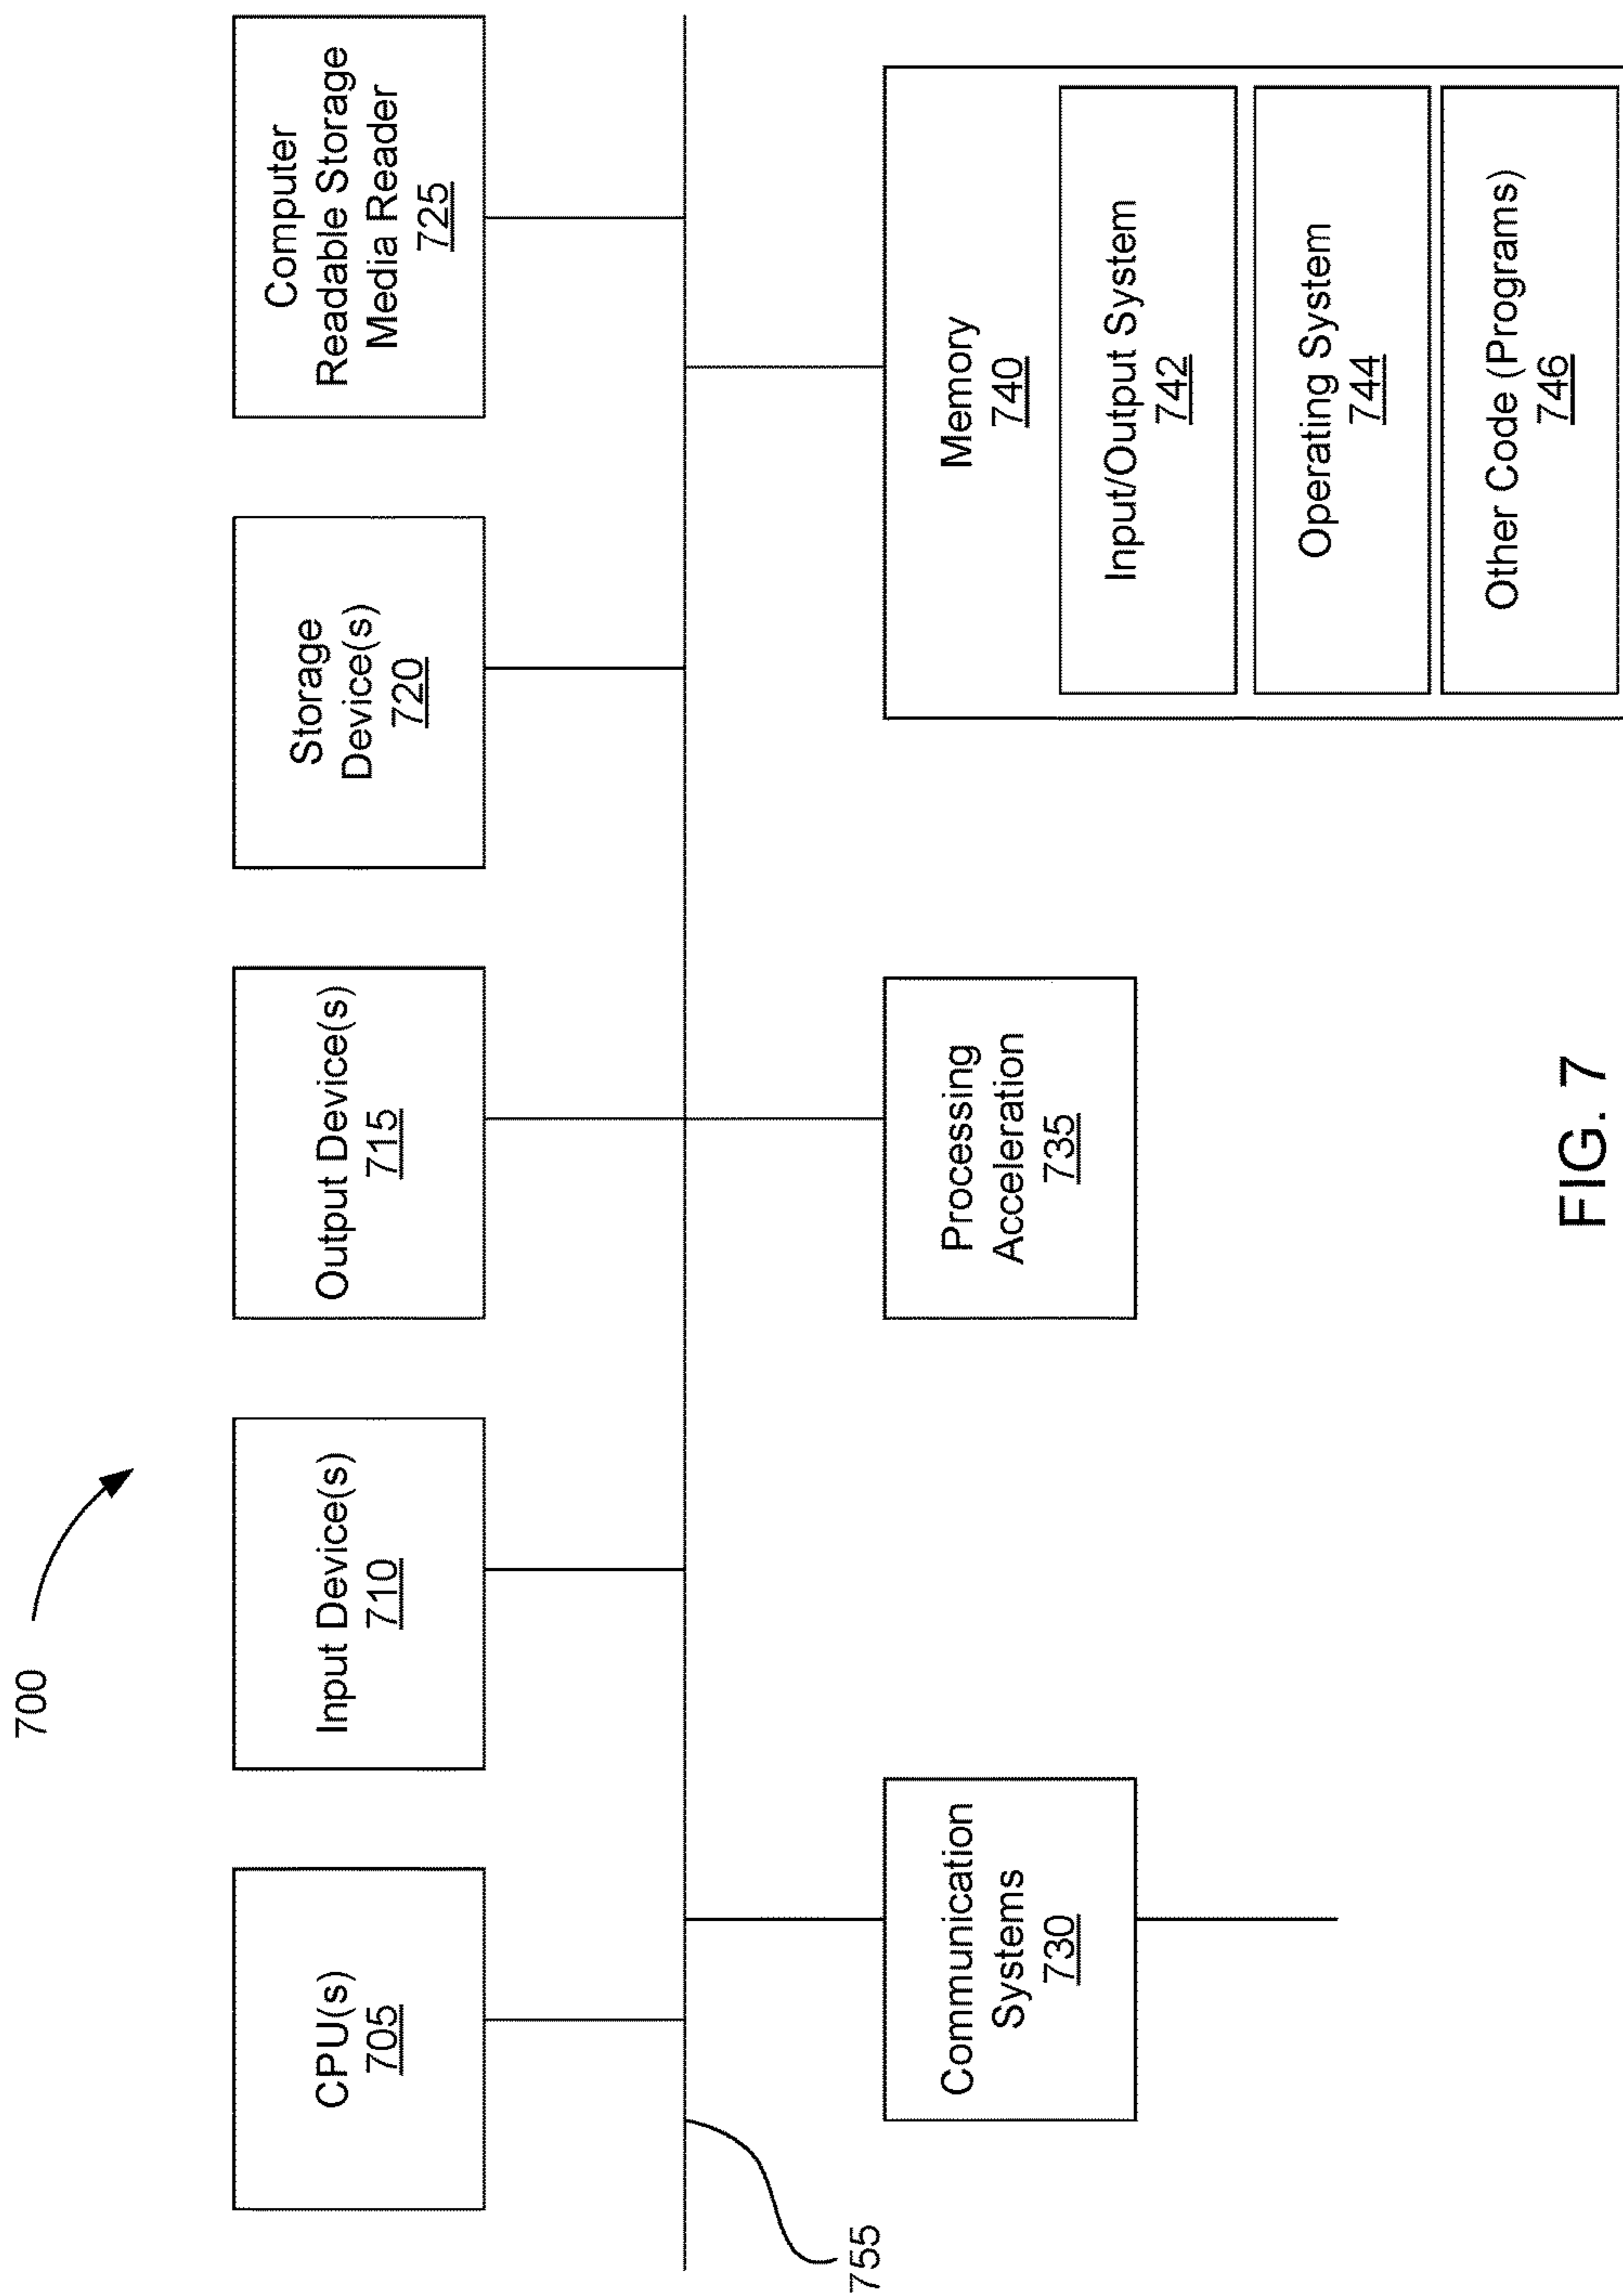 700
CPU(s)
705
Input Device(s)
710
Output Device(s)
715
Storage
Device(s)
720
Computer
Readable Storage
Media Reader
725
755
Communication
Systems
730
Processing
Acceleration
735
Memory
740
Input/Output System
742
Operating System
744
Other Code (Programs)
746
FIG. 7